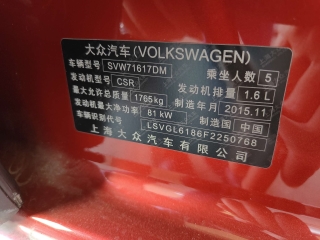 大众汽车(VOLKSWAGEN)
车辆型号 SVW71617DM 乘坐人数 5
发动机型号 CSR 发动机排量 1.6 L
最大允许总质量 1765kg 制造年月 2015.11
发动机最大净功率 81 kW 制造国 中国
车辆识别代号 LSVGL6186F2250768
上海大众汽车有限公司